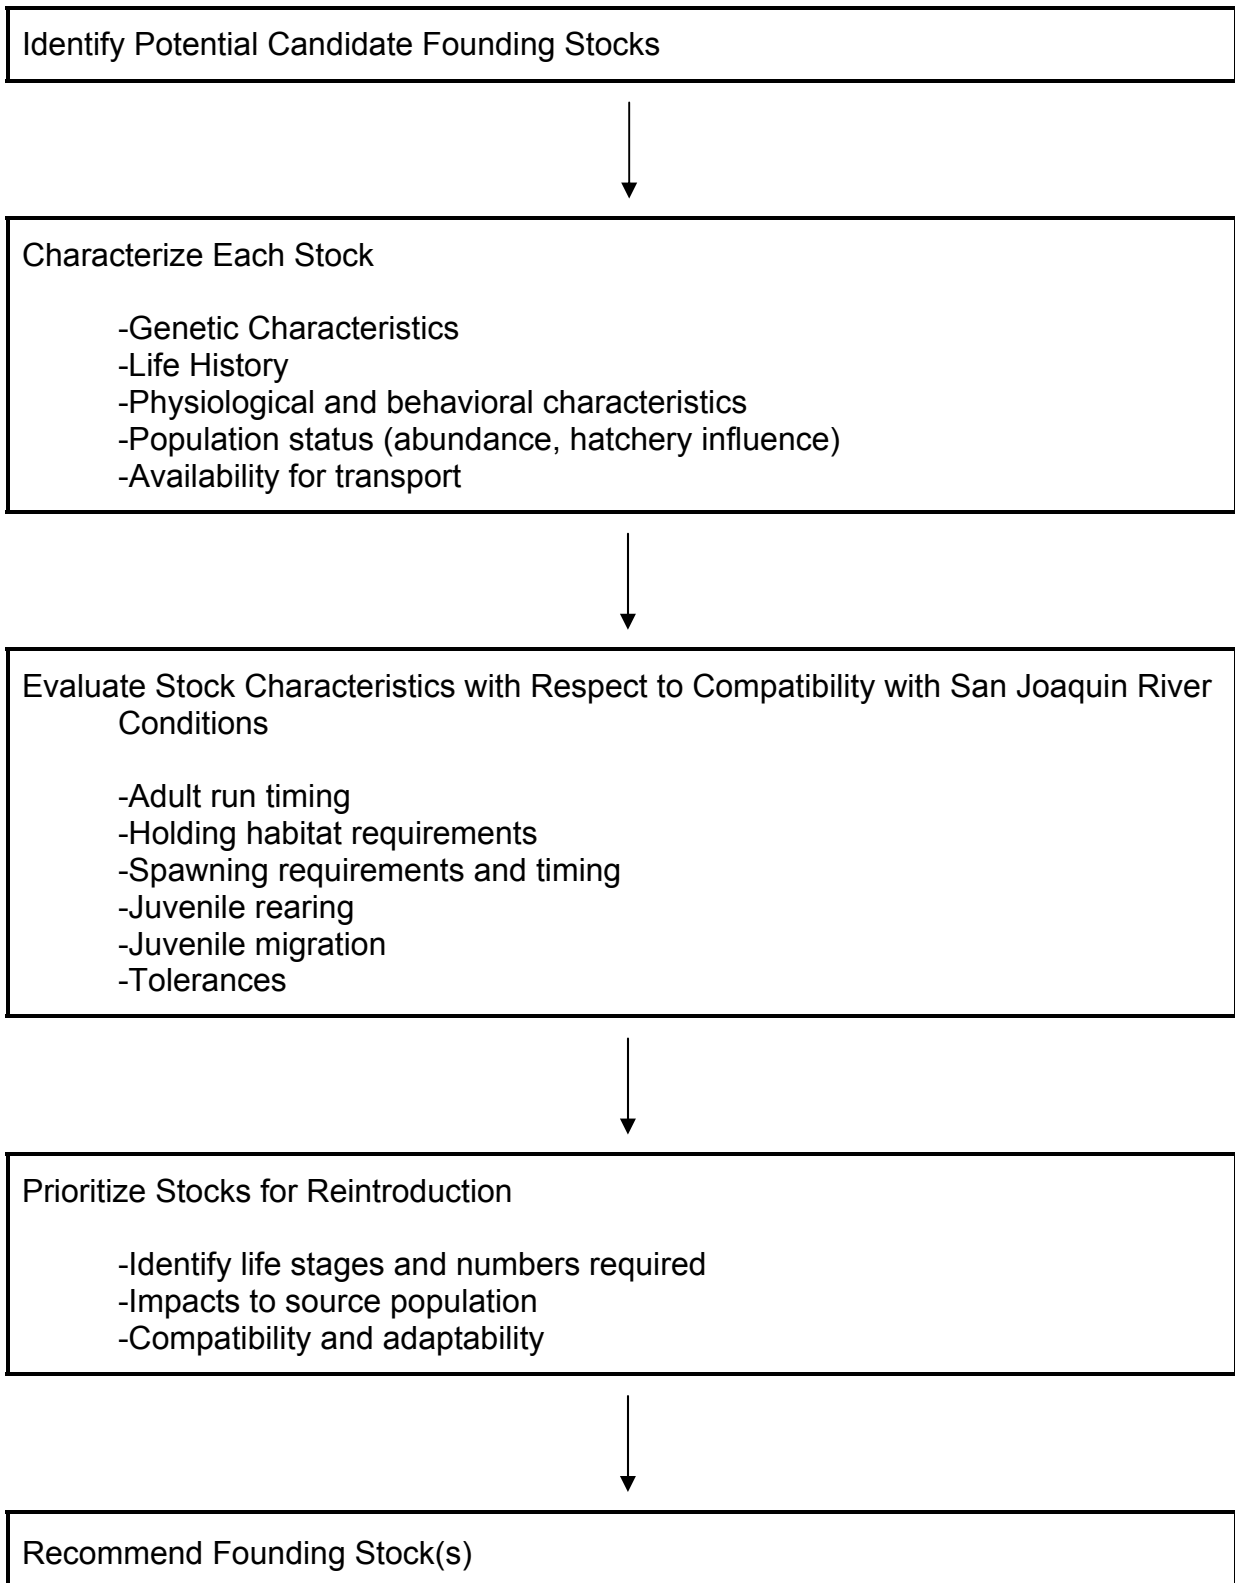 Identify Potential Candidate Founding Stocks
Characterize Each Stock
-Genetic Characteristics
-Life History
-Physiological and behavioral characteristics
-Population status (abundance, hatchery influence)
-Availability for transport
Evaluate Stock Characteristics with Respect to Compatibility with San Joaquin River
Conditions
-Adult run timing
-Holding habitat requirements
-Spawning requirements and timing
-Juvenile rearing
-Juvenile migration
-Tolerances
Prioritize Stocks for Reintroduction
-Identify life stages and numbers required
-Impacts to source population
-Compatibility and adaptability
Recommend Founding Stock(s)